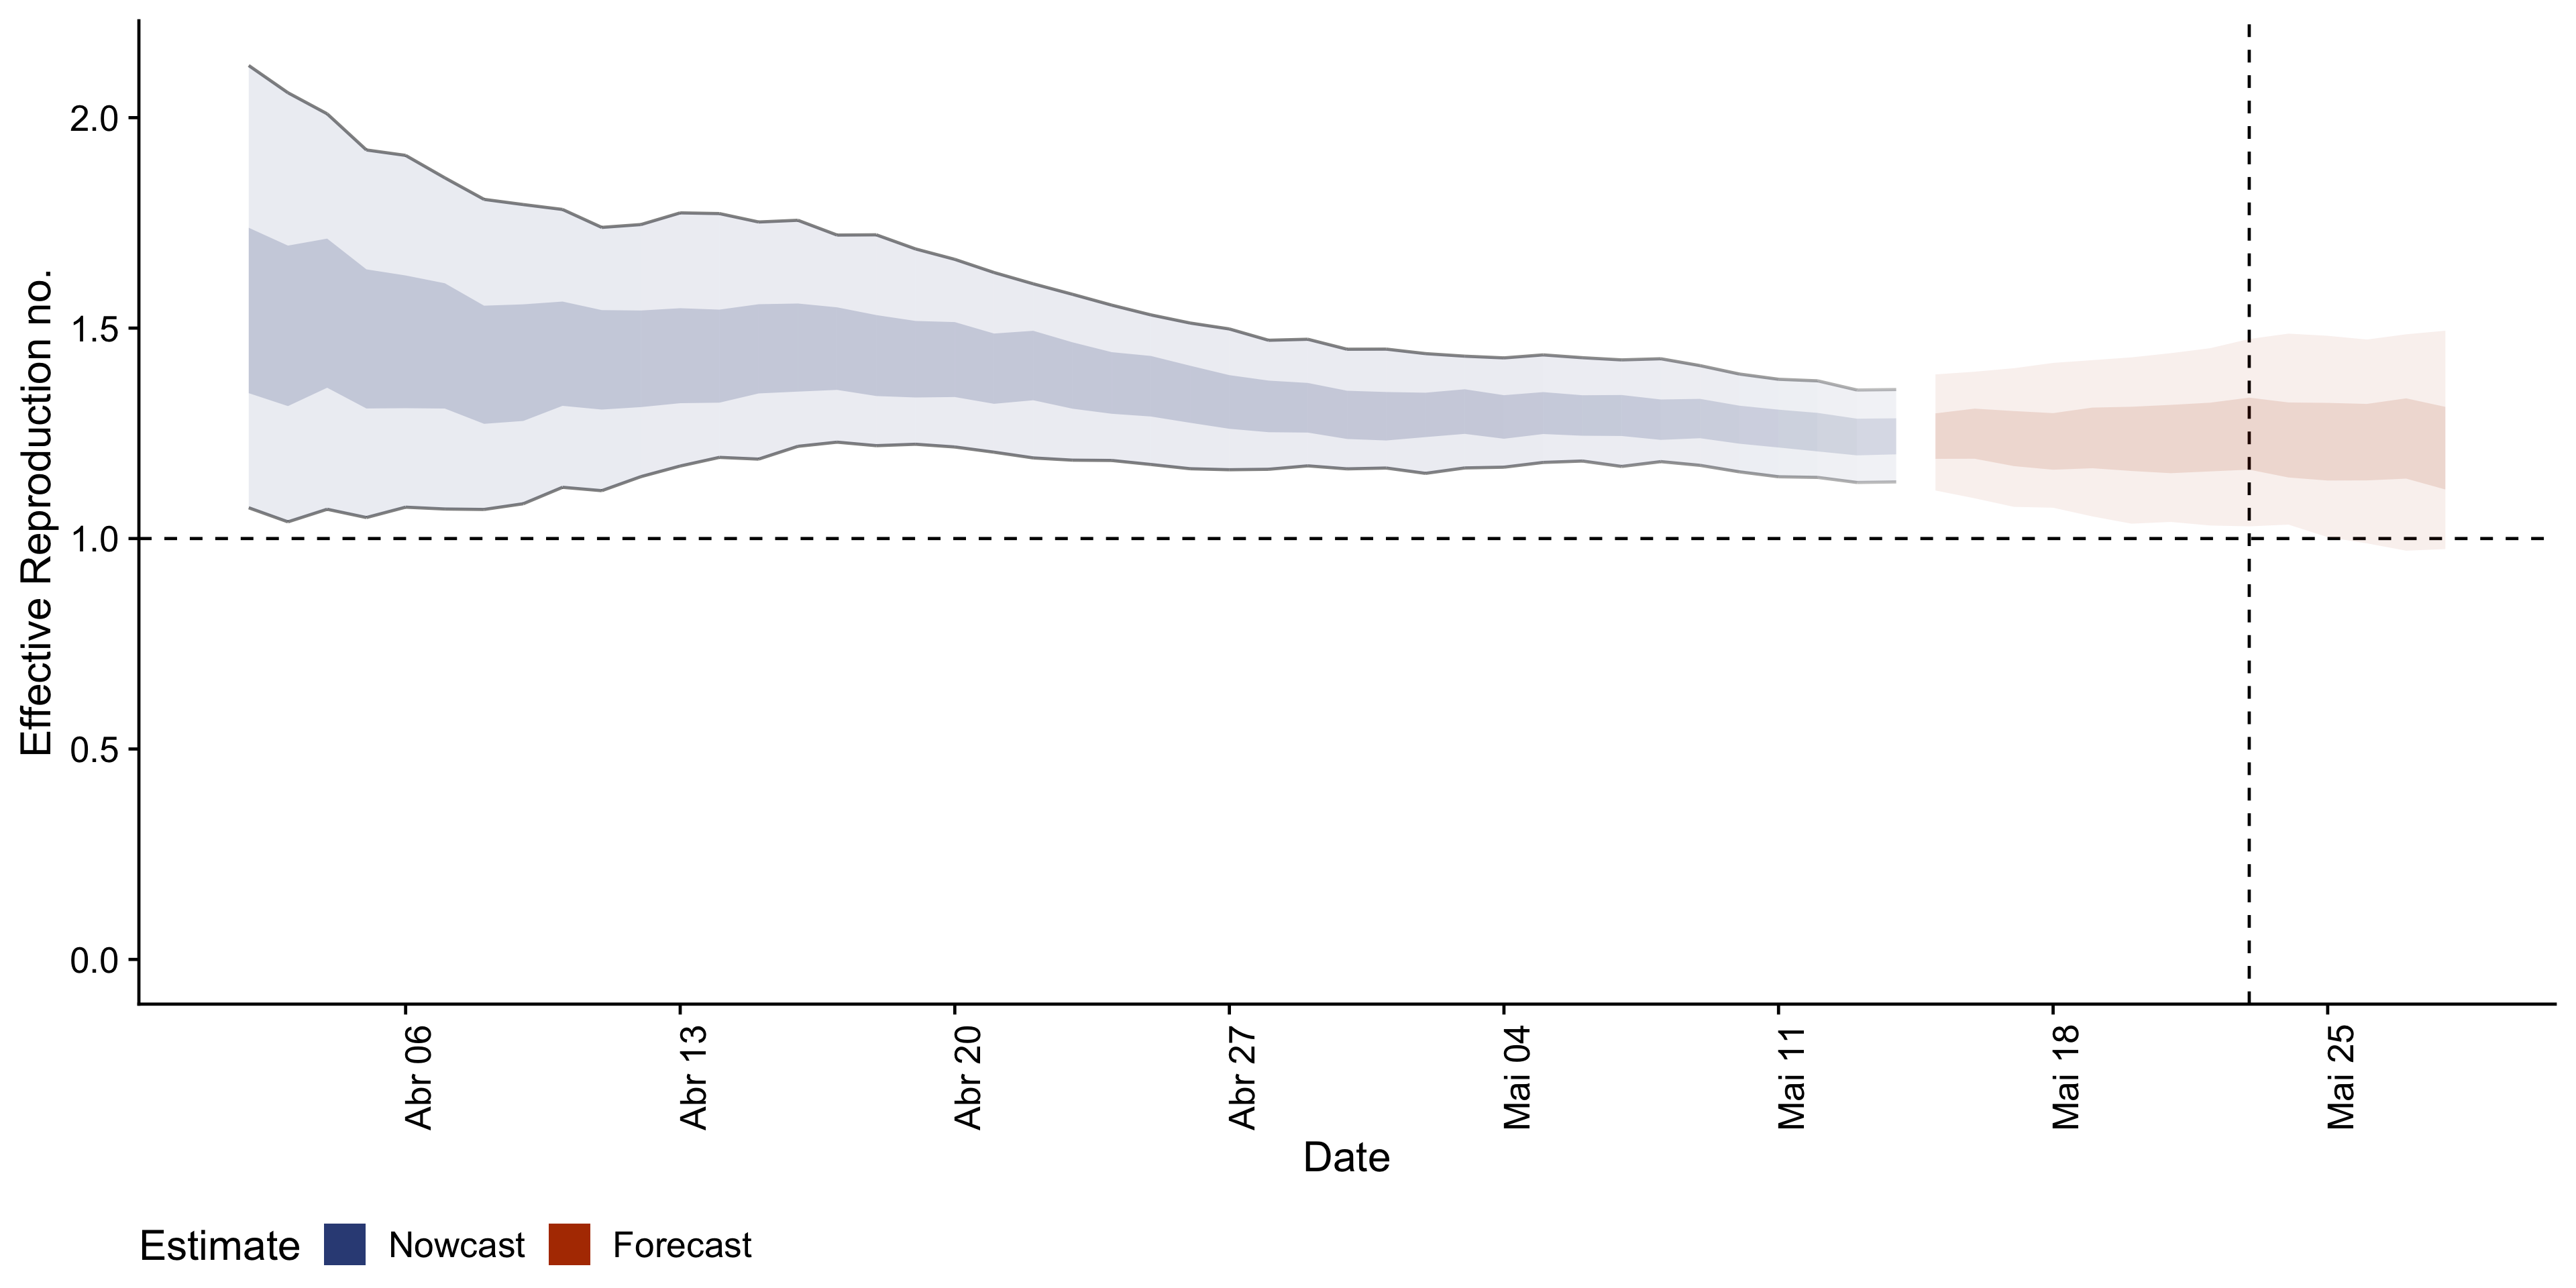 Effective Reproduction no.
2.0
1.5
1.0
0.5
0.0
Abr 06
Abr 13
Abr 20
Abr 27
Mai 04
Mai 11
Mai 18
Mai 25
Date
Estimate Nowcast Forecast